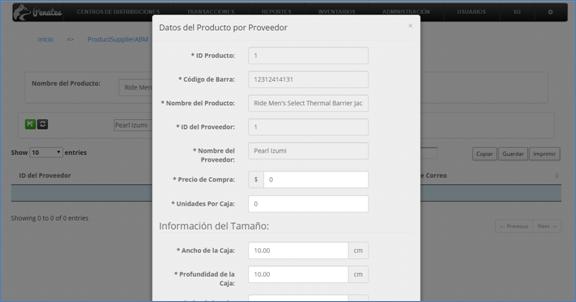 iPenates
CENTROS DE DISTRIBUCIONES TRANSACCIONES REPORTES INVENTARIOS ADMINISTRACIÓN USUARIOS
Inicio => ProductSupplierABM
Datos del Producto por Proveedor ×
* ID Producto: 1
* Código de Barra: 12312414131
Nombre del Producto: Ride Men's
* Nombre del Producto: Ride Men's Select Thermal Barrier Jac
* ID del Proveedor: 1
Pearl Izumi
* Nombre del Proveedor: Pearl Izumi
Show 10 entries
Copiar Guardar Imprimir
ID del Proveedor
Correo
* Precio de Compra: $ 0
* Unidades Por Caja: 0
Showing 0 to 0 of 0 entries
← Previous Next →
Información del Tamaño:
* Ancho de la Caja: 10.00 cm
* Profundidad de la Caja: 10.00 cm